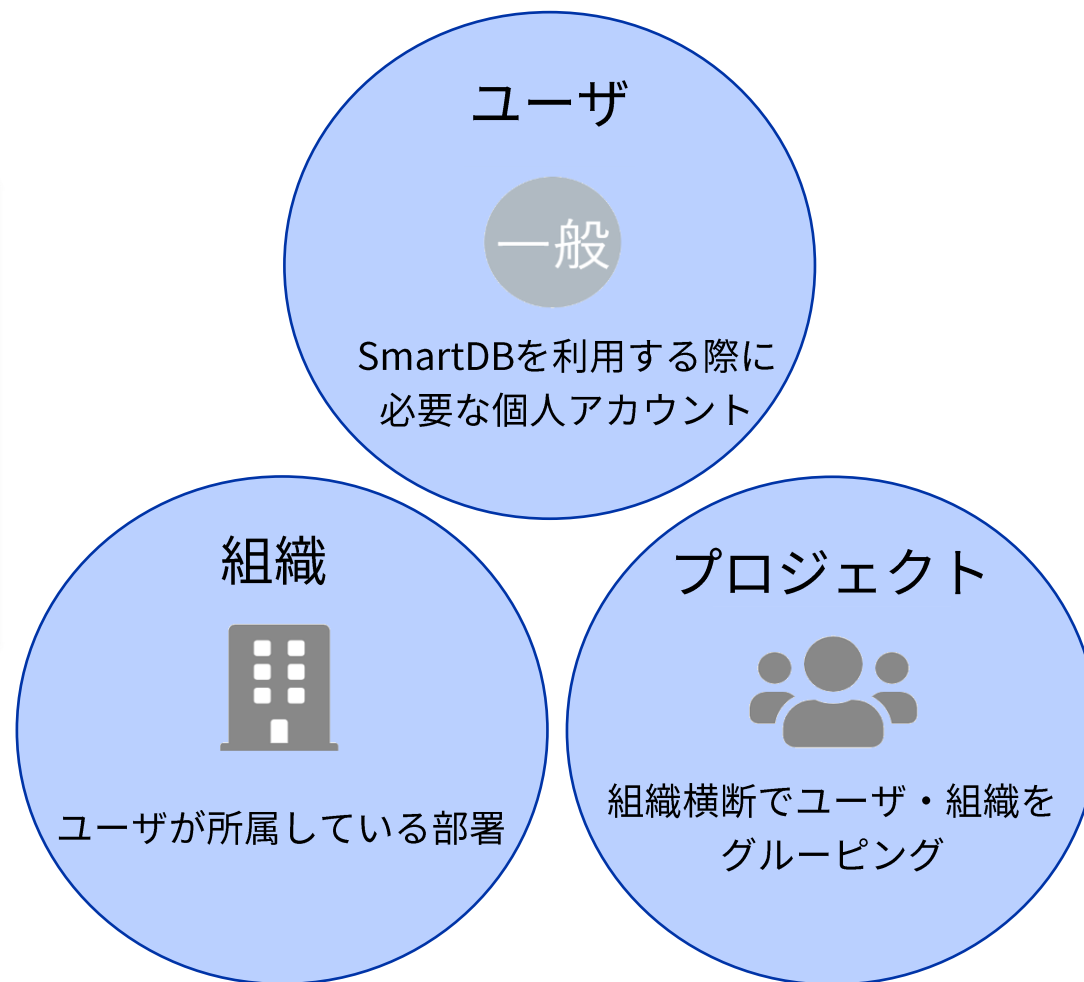 ユーザ
一般
SmartDBを利用する際に
必要な個人アカウント
組織
ユーザが所属している部署
プロジェクト
組織横断でユーザ・組織を
グルーピング